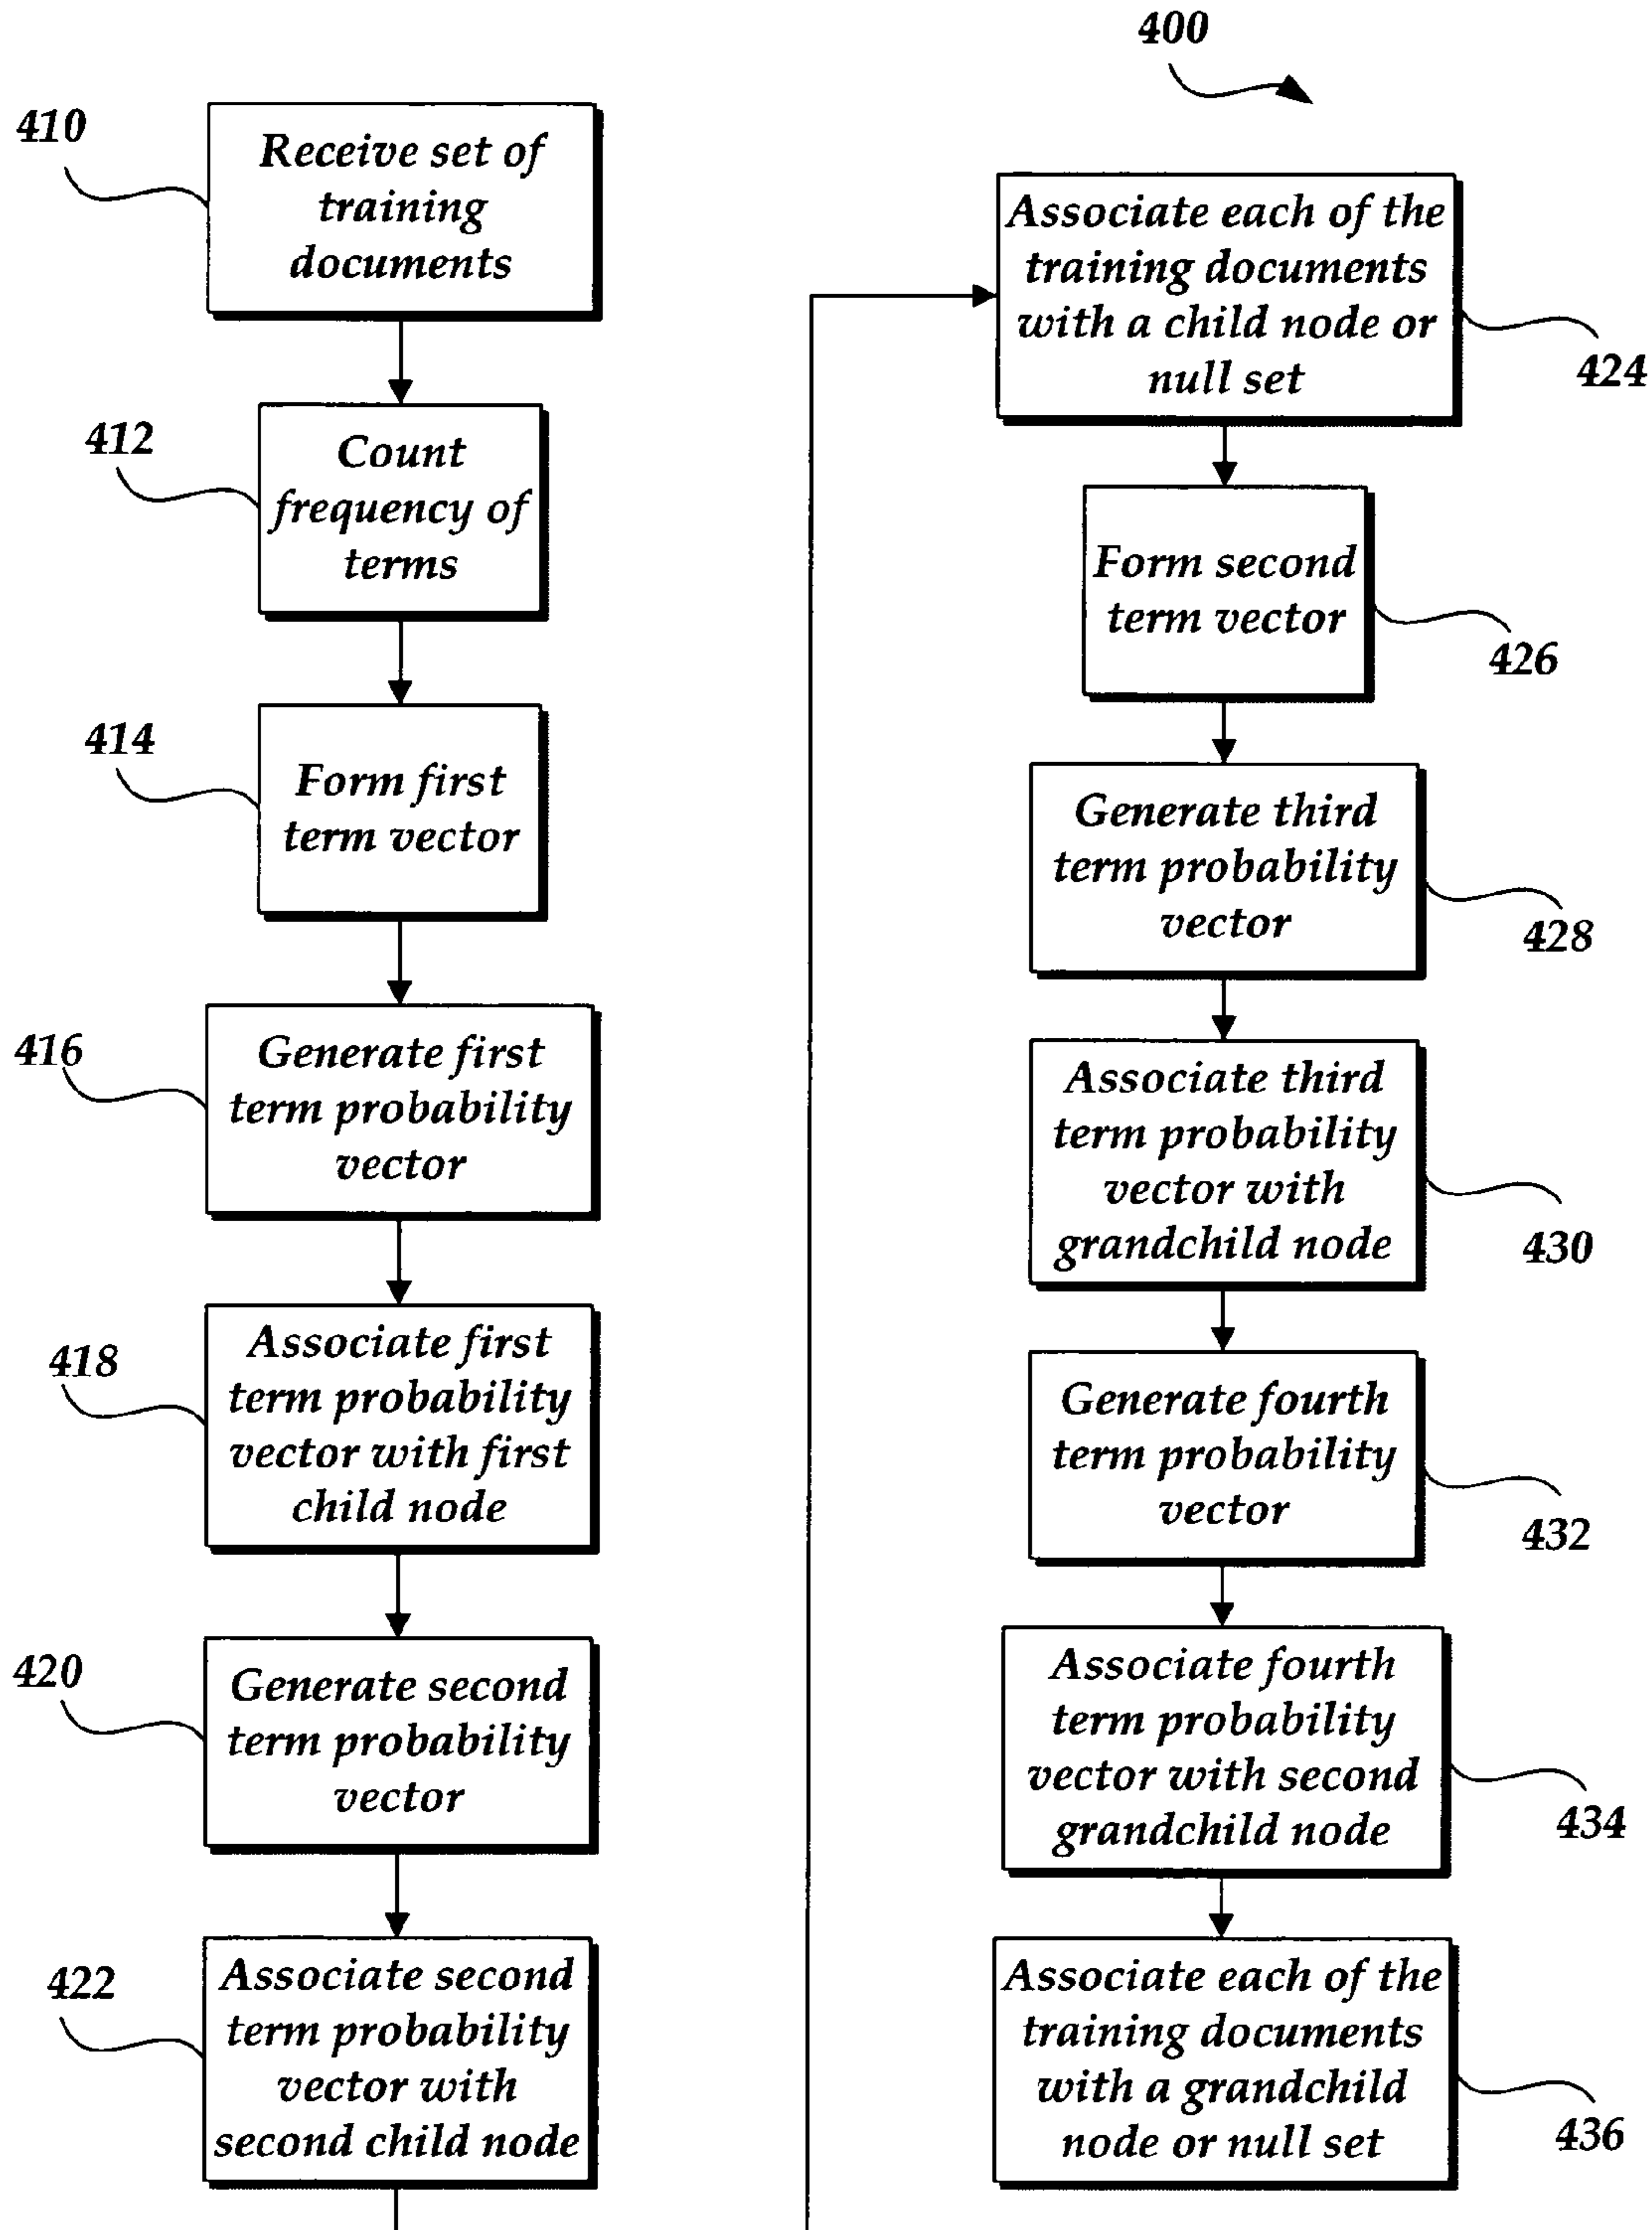 400
410
Receive set of
training
documents
412
Count
frequency of
terms
414
Form first
term vector
416
Generate first
term probability
vector
418
Associate first
term probability
vector with first
child node
420
Generate second
term probability
vector
422
Associate second
term probability
vector with
second child node
Associate each of the
training documents
with a child node or
null set
424
Form second
term vector
426
Generate third
term probability
vector
428
Associate third
term probability
vector with
grandchild node
430
Generate fourth
term probability
vector
432
Associate fourth
term probability
vector with second
grandchild node
434
Associate each of the
training documents
with a grandchild
node or null set
436